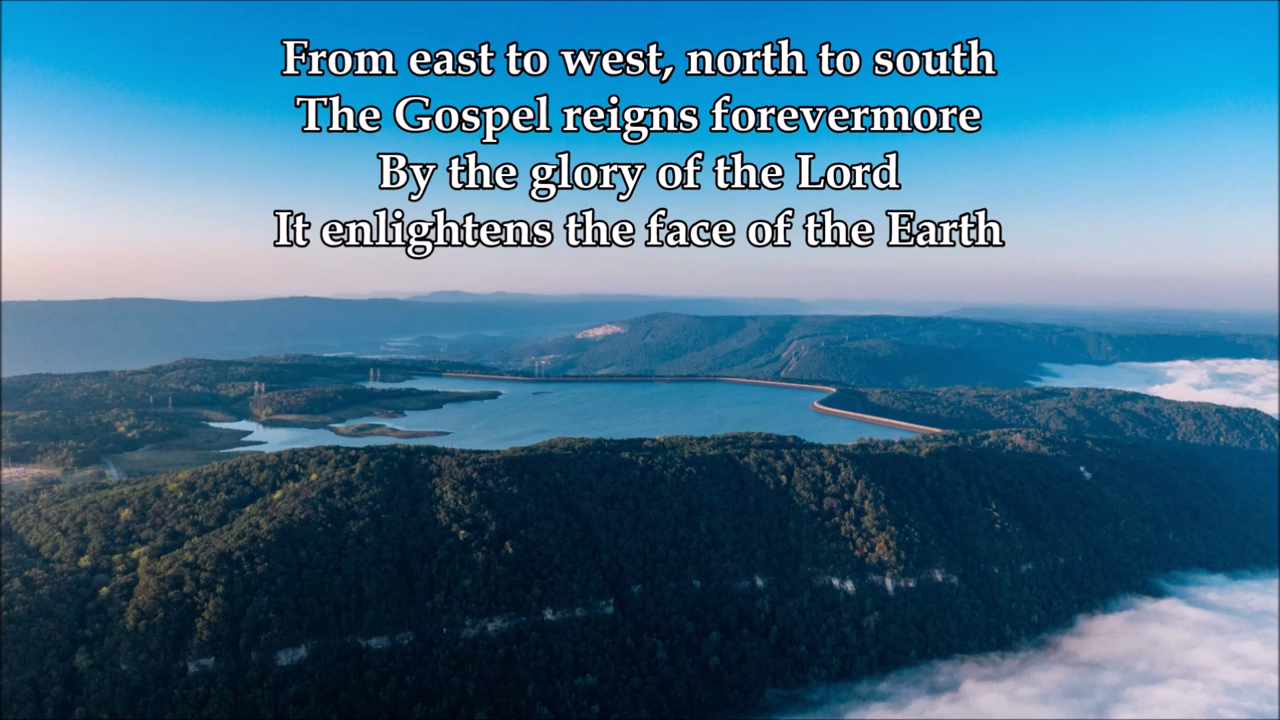 From east to west, north to south
The Gospel reigns forevermore
By the glory of the Lord
It enlightens the face of the Earth